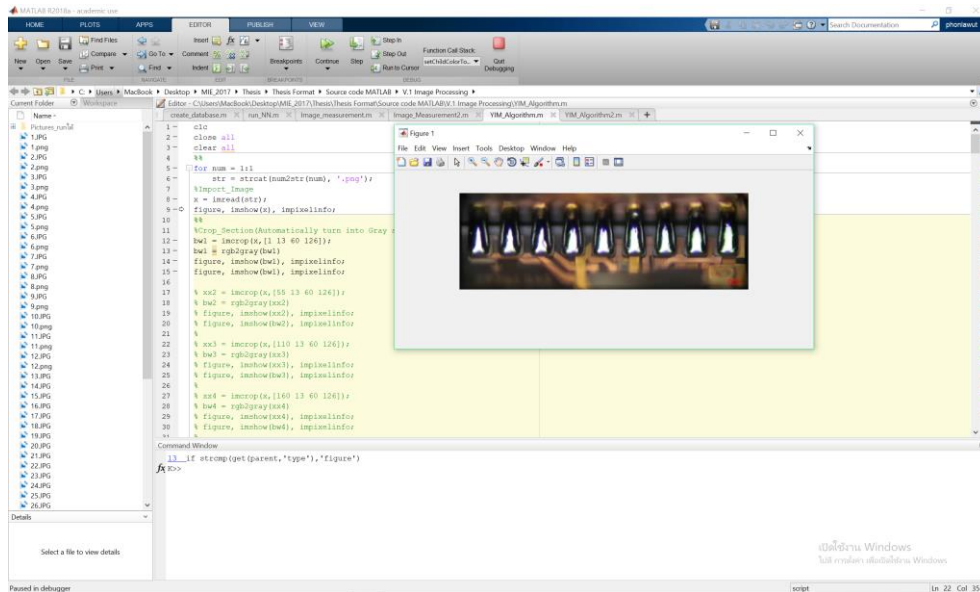 MATLAB R2018a - academic use
HOME PLOTS APPS EDITOR PUBLISH VIEW Search Documentation phonlawut
New Open Save Find Files Compare Print Go To Find Insert fx Comment Indent Breakpoints Continue Step Step In Step Out Run to Cursor Function Call Stack: Quit Debugging
FILE NAVIGATE EDIT BREAKPOINTS DEBUG
C: Users MacBook Desktop MIE_2017 Thesis Thesis Format Source code MATLAB V.1 Image Processing
Current Folder Workspace
Editor - C:\Users\MacBook\Desktop\MIE_2017\Thesis\Thesis Format\Source code MATLAB\V.1 Image Processing\YIM_Algorithm.m
create_database.m run_NN.m Image_measurement.m Image_Measurement2.m YIM_Algorithm.m YIM_Algorithm2.m
Name
1.JPG
1.png
2.JPG
2.png
3.JPG
3.png
4.JPG
4.png
5.JPG
5.png
6.JPG
6.png
7.JPG
7.png
8.JPG
8.png
9.JPG
9.png
10.JPG
10.png
11.JPG
11.png
12.JPG
12.png
13.JPG
14.JPG
15.JPG
16.JPG
17.JPG
18.JPG
19.JPG
20.JPG
21.JPG
22.JPG
23.JPG
24.JPG
25.JPG
26.JPG
Details
Select a file to view details
1 clc
2 close all
3 clear all
4 %%
5 for num = 1:1
6 str = strcat(num2str(num), '.png');
7 %Import_Image
8 x = imread(str);
9 figure, imshow(x), impixelinfo;
10 %%
11 %Crop_Section(Automatically turn into Gray
12 bw1 = imcrop(x,[1 13 60 126]);
13 bw1 = rgb2gray(bw1)
14 figure, imshow(bw1), impixelinfo;
15 figure, imshow(bw1), impixelinfo;
16
17 % xx2 = imcrop(x,[55 13 60 126]);
18 % bw2 = rgb2gray(xx2)
19 % figure, imshow(xx2), impixelinfo;
20 % figure, imshow(bw2), impixelinfo;
21 %
22 % xx3 = imcrop(x,[110 13 60 126]);
23 % bw3 = rgb2gray(xx3)
24 % figure, imshow(xx3), impixelinfo;
25 % figure, imshow(bw3), impixelinfo;
26 %
27 % xx4 = imcrop(x,[160 13 60 126]);
28 % bw4 = rgb2gray(xx4)
29 % figure, imshow(xx4), impixelinfo;
30 % figure, imshow(bw4), impixelinfo;
Figure 1
File Edit View Insert Tools Desktop Window Help
Command Window
13 if strcmp(get(parent,'type'),'figure')
fx K>>
เปิดใช้งาน Windows
Paused in debugger script Ln 22 Col 35